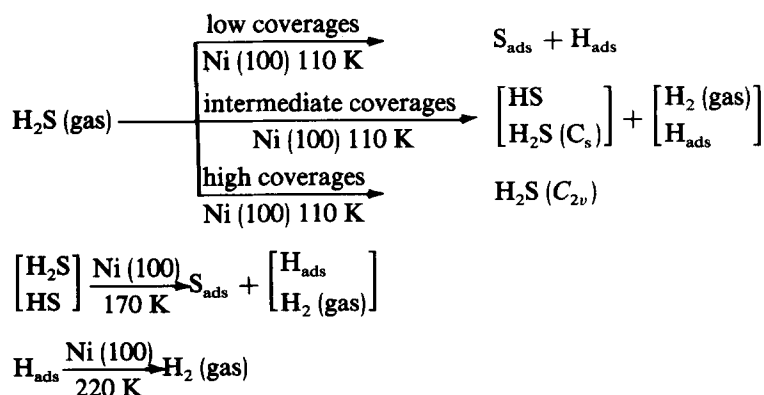 low coverages
Ni (100) 110 K
S_ads + H_ads
H₂S (gas)
intermediate coverages
Ni (100) 110 K
[HS H₂S (C_s)] + [H₂ (gas) H_ads]
high coverages
Ni (100) 110 K
H₂S (C_2v)
[H₂S HS] Ni (100) 170 K S_ads + [H_ads H₂ (gas)]
H_ads Ni (100) 220 K H₂ (gas)